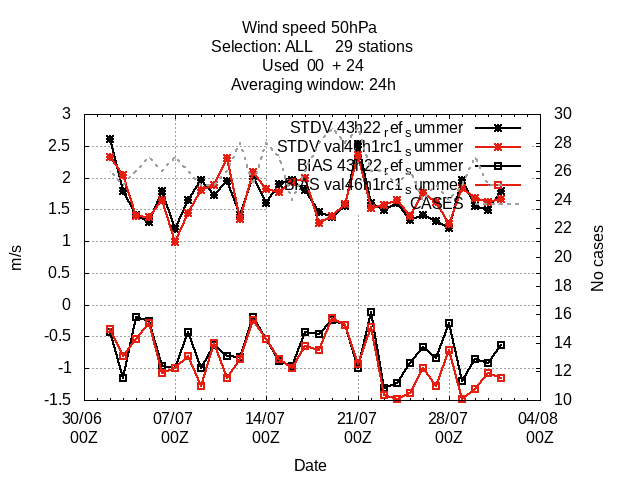 Wind speed 50hPa
Selection: ALL 29 stations
Used 00 + 24
Averaging window: 24h
3
2.5
2
1.5
1
0.5
0
-0.5
-1
-1.5
m/s
30
28
26
24
22
20
18
16
14
12
10
No cases
STDV 43h22_ref_summer
STDV val46h1rc1_summer
BIAS 43h22_ref_summer
BIAS val46h1rc1_summer
CASES
30/06 07/07 14/07 21/07 28/07 04/08
00Z 00Z 00Z 00Z 00Z 00Z
Date